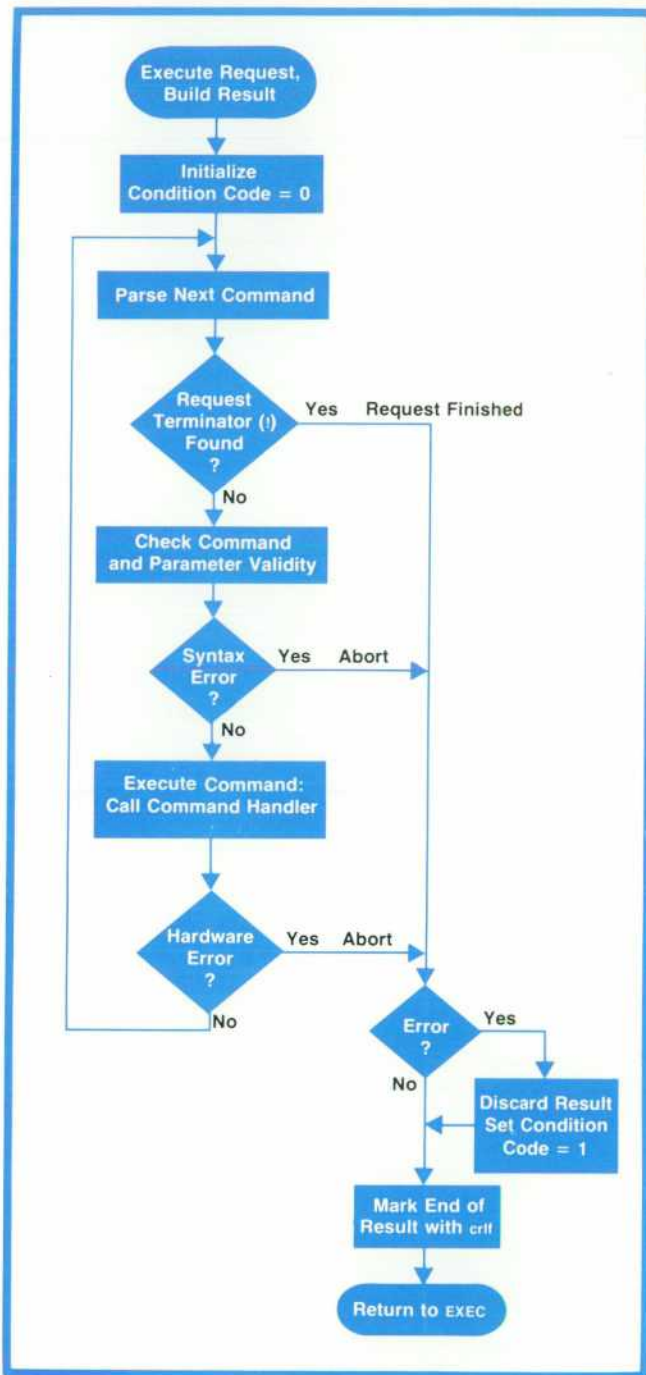 Execute Request,
Build Result
Initialize
Condition Code = 0
Parse Next Command
Request
Terminator (!)
Found
?
Yes Request Finished
No
Check Command
and Parameter Validity
Syntax
Error
?
Yes Abort
No
Execute Command:
Call Command Handler
Hardware
Error
?
Yes Abort
No
Error
?
Yes
No
Discard Result
Set Condition
Code = 1
Mark End of
Result with crlf
Return to EXEC